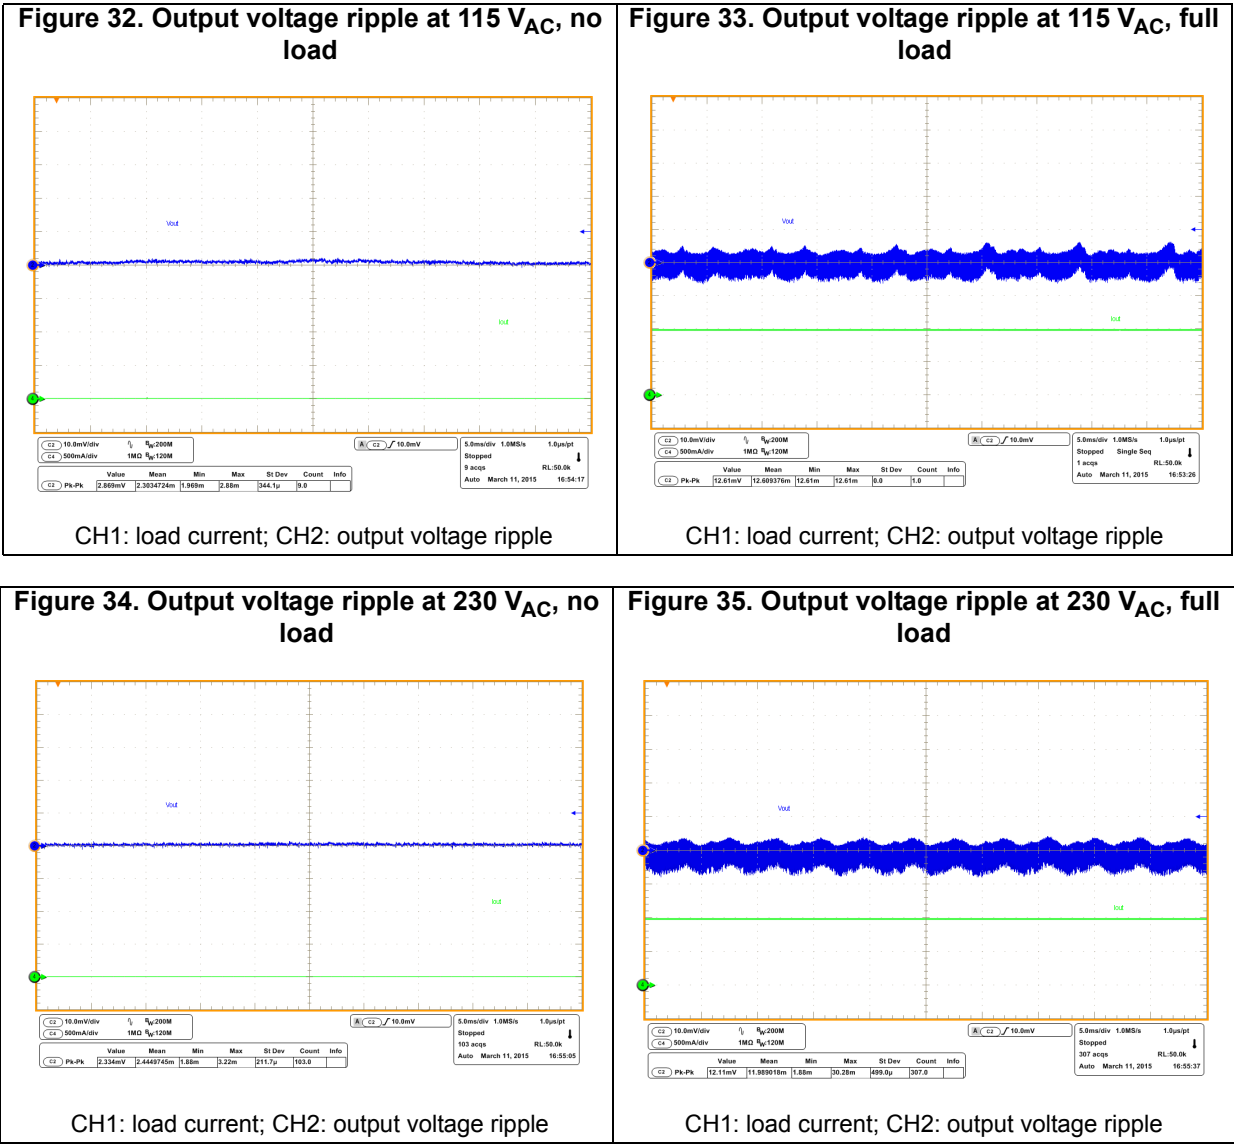 Figure 32. Output voltage ripple at 115 VAC, no
load
Vout
Iout
C2 10.0mV/div BW:200M
C4 500mA/div 1MΩ BW:120M
A C2 10.0mV
5.0ms/div 1.0MS/s 1.0µs/pt
Stopped
9 acqs RL:50.0k
Auto March 11, 2015 16:54:17
Value Mean Min Max St Dev Count Info
C2 Pk-Pk 2.869mV 2.3034724m 1.969m 2.88m 344.1µ 9.0
CH1: load current; CH2: output voltage ripple
Figure 33. Output voltage ripple at 115 VAC, full
load
Vout
Iout
C2 10.0mV/div BW:200M
C4 500mA/div 1MΩ BW:120M
A C2 10.0mV
5.0ms/div 1.0MS/s 1.0µs/pt
Stopped Single Seq
1 acqs RL:50.0k
Auto March 11, 2015 16:53:26
Value Mean Min Max St Dev Count Info
C2 Pk-Pk 12.61mV 12.609376m 12.61m 12.61m 0.0 1.0
CH1: load current; CH2: output voltage ripple
Figure 34. Output voltage ripple at 230 VAC, no
load
Vout
Iout
C2 10.0mV/div BW:200M
C4 500mA/div 1MΩ BW:120M
A C2 10.0mV
5.0ms/div 1.0MS/s 1.0µs/pt
Stopped
103 acqs RL:50.0k
Auto March 11, 2015 16:55:05
Value Mean Min Max St Dev Count Info
C2 Pk-Pk 2.334mV 2.4449745m 1.88m 3.22m 211.7µ 103.0
CH1: load current; CH2: output voltage ripple
Figure 35. Output voltage ripple at 230 VAC, full
load
Vout
Iout
C2 10.0mV/div BW:200M
C4 500mA/div 1MΩ BW:120M
A C2 10.0mV
5.0ms/div 1.0MS/s 1.0µs/pt
Stopped
307 acqs RL:50.0k
Auto March 11, 2015 16:55:37
Value Mean Min Max St Dev Count Info
C2 Pk-Pk 12.11mV 11.989018m 1.88m 30.28m 499.0µ 307.0
CH1: load current; CH2: output voltage ripple